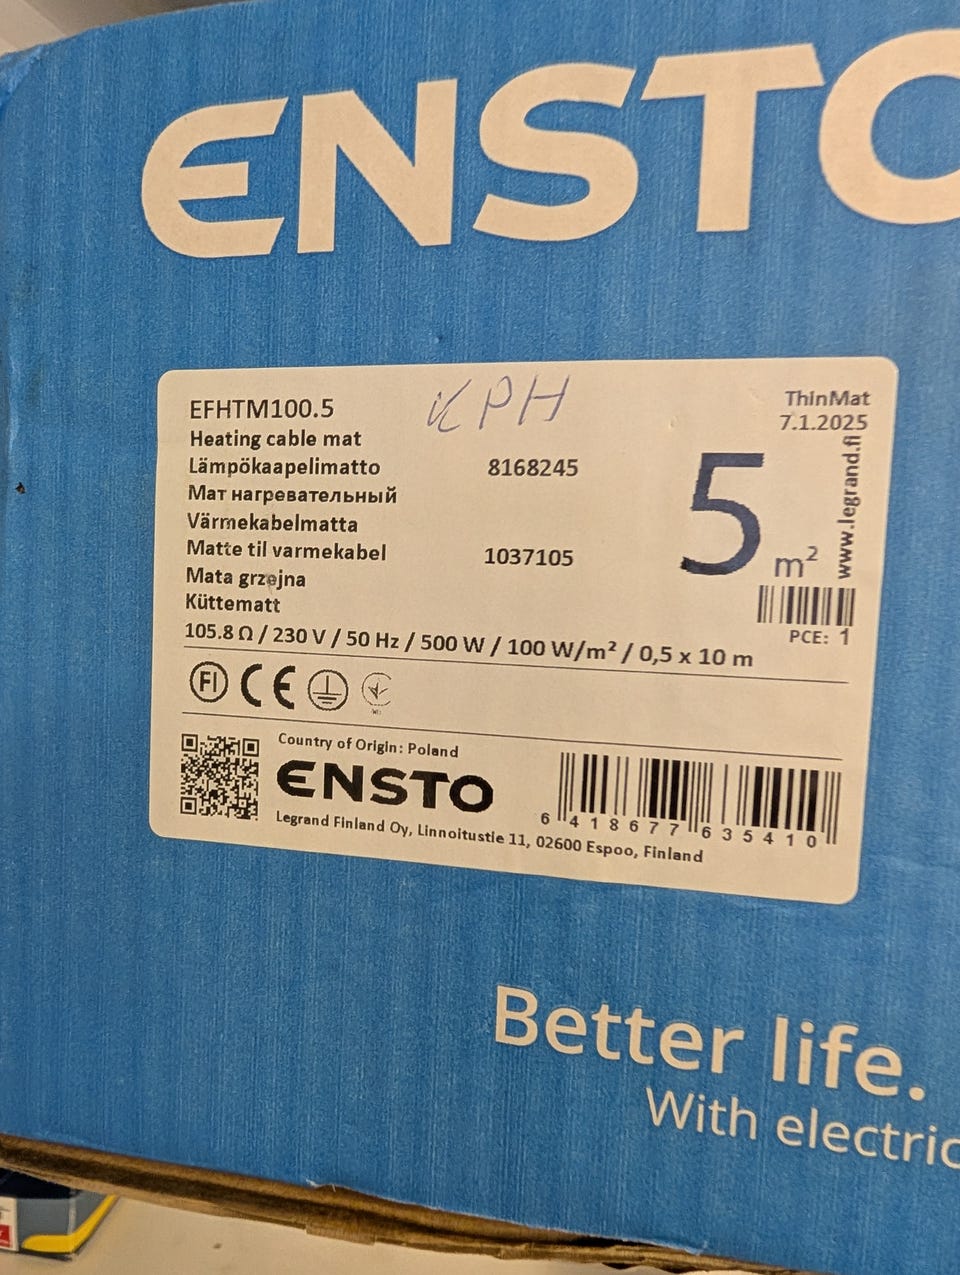 ENSTO
EFHTM100.5
KPH
ThinMat
7.1.2025
Heating cable mat
Lämpökaapelimatto
8168245
Мат нагревательный
Värmekabelmatta
Matte til varmekabel
1037105
Mata grzejna
Küttematt
5 m²
www.legrand.fi
PCE: 1
105.8 Ω / 230 V / 50 Hz / 500 W / 100 W/m² / 0,5 x 10 m
FI CE
Country of Origin: Poland
ENSTO
Legrand Finland Oy, Linnoitustie 11, 02600 Espoo, Finland
6 418677 635410
Better life.
With electric